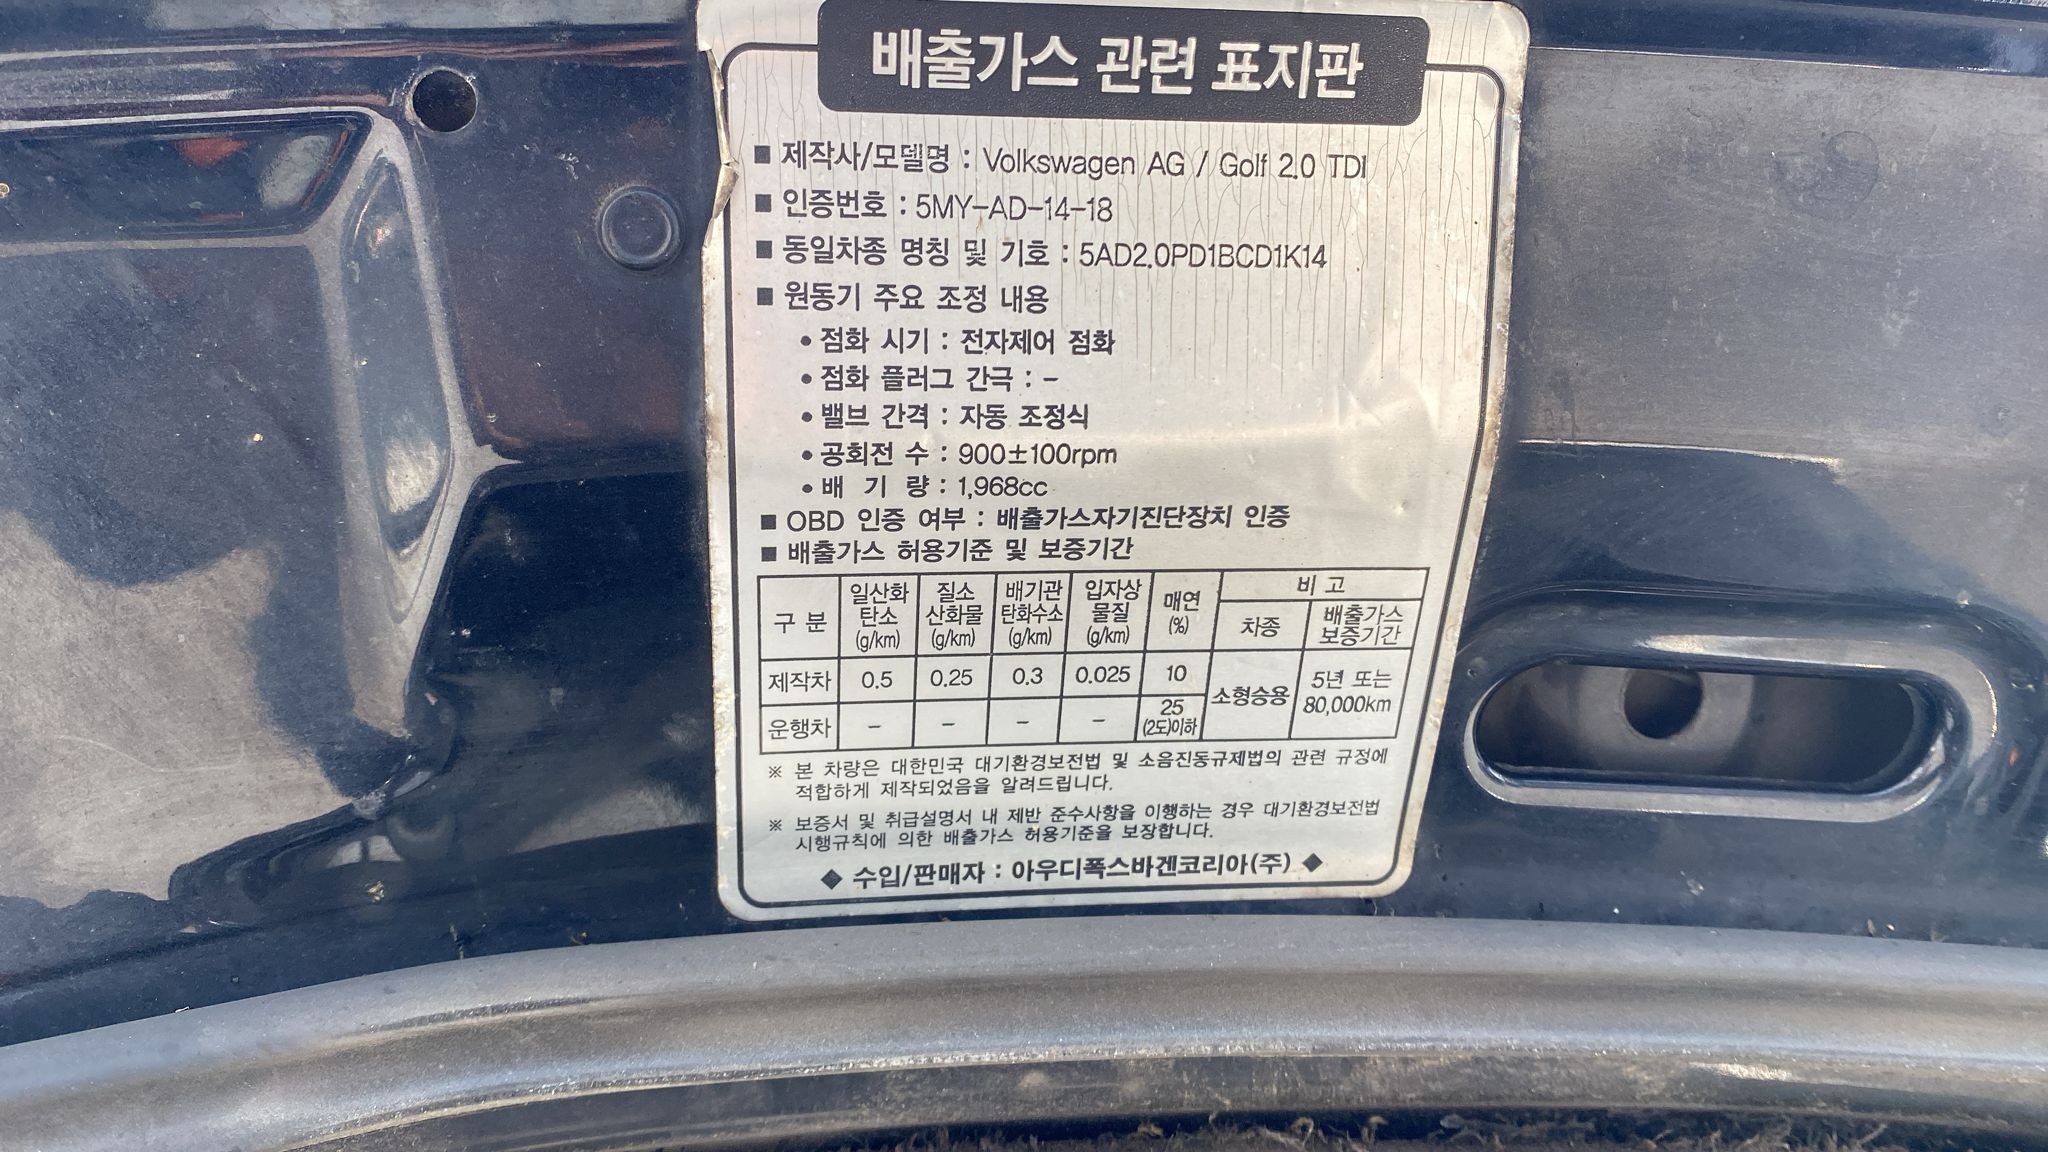 배출가스 관련 표지판
■ 제작사/모델명 : Volkswagen AG / Golf 2.0 TDI
■ 인증번호 : 5MY-AD-14-18
■ 동일차종 명칭 및 기호 : 5AD2.0PD1BCD1K14
■ 원동기 주요 조정 내용
• 점화 시기 : 전자제어 점화
• 점화 플러그 간극 : -
• 밸브 간격 : 자동 조정식
• 공회전 수 : 900±100rpm
• 배 기 량 : 1,968cc
■ OBD 인증 여부 : 배출가스자기진단장치 인증
■ 배출가스 허용기준 및 보증기간
구 분 일산화 탄소 (g/km) 질소 산화물 (g/km) 배기관 탄화수소 (g/km) 입자상 물질 (g/km) 매연 (%) 비 고
차종 배출가스 보증기간
제작차 0.5 0.25 0.3 0.025 10 소형승용 5년 또는 80,000km
운행차 - - - - 25 (2도)이하
※ 본 차량은 대한민국 대기환경보전법 및 소음진동규제법의 관련 규정에
적합하게 제작되었음을 알려드립니다.
※ 보증서 및 취급설명서 내 제반 준수사항을 이행하는 경우 대기환경보전법
시행규칙에 의한 배출가스 허용기준을 보장합니다.
◆ 수입/판매자 : 아우디폭스바겐코리아(주) ◆